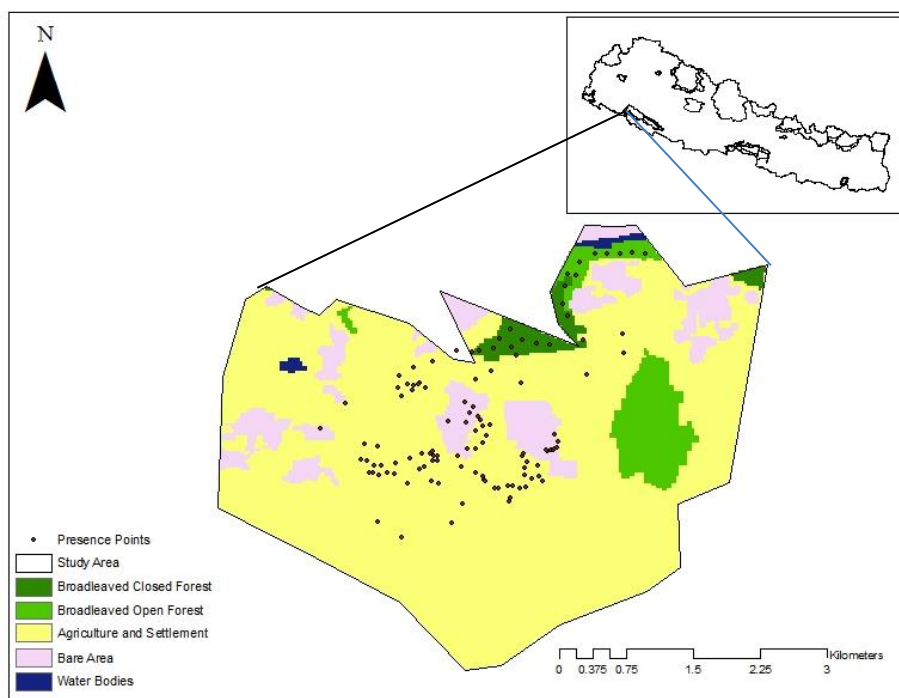 N
Presence Points
Study Area
Broadleaved Closed Forest
Broadleaved Open Forest
Agriculture and Settlement
Bare Area
Water Bodies
Kilometers
0 0.375 0.75 1.5 2.25 3